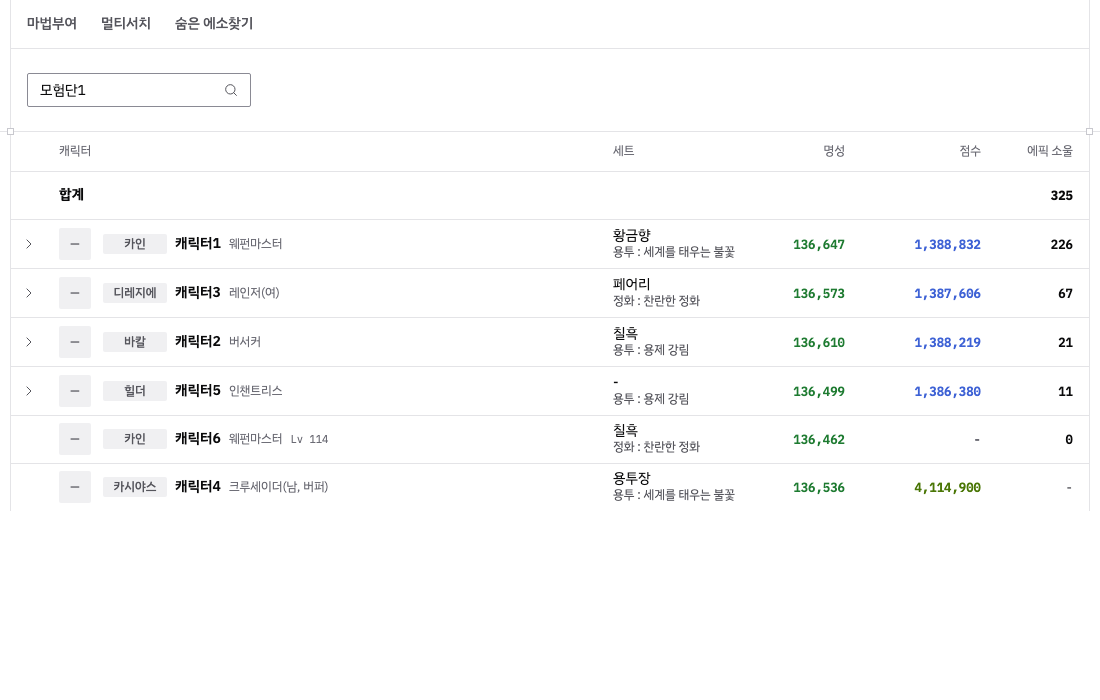 마법부여 멀티서치 숨은 에소찾기
모험단1
캐릭터 세트 명성 점수 에픽 소울
합계 325
카인 캐릭터1 웨펀마스터 황금향 136,647 1,388,832 226
용투 : 세계를 태우는 불꽃
디레지에 캐릭터3 레인저(여) 페어리 136,573 1,387,606 67
정화 : 찬란한 정화
바칼 캐릭터2 버서커 칠흑 136,610 1,388,219 21
용투 : 용제 강림
힐더 캐릭터5 인챈트리스 - 136,499 1,386,380 11
용투 : 용제 강림
카인 캐릭터6 웨펀마스터 Lv 114 칠흑 136,462 - 0
정화 : 찬란한 정화
카시야스 캐릭터4 크루세이더(남, 버퍼) 용투장 136,536 4,114,900 -
용투 : 세계를 태우는 불꽃